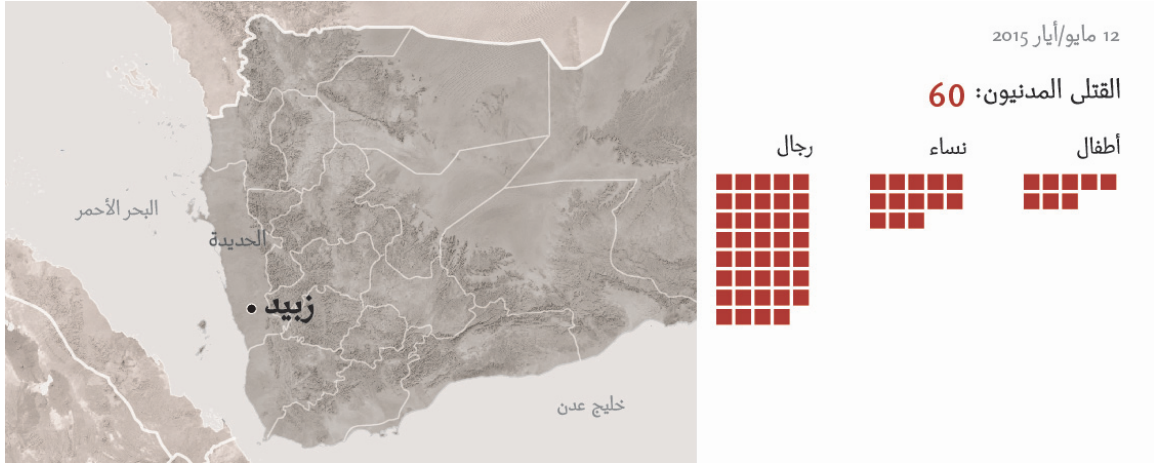 12 مايو/أيار 2015
القتلى المدنيون: 60
أطفال
نساء
رجال
البحر الأحمر
الحديدة
زبيد
خليج عدن